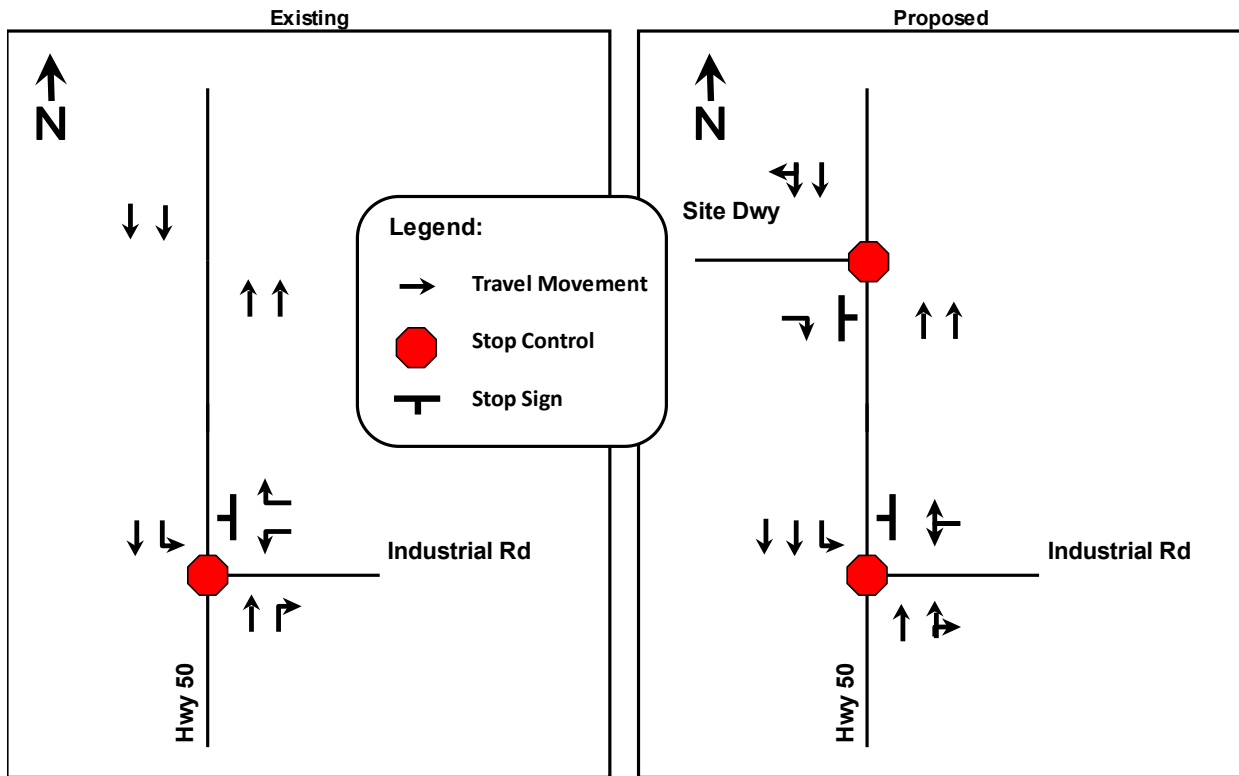 Existing
Proposed
N
N
Site Dwy
Legend:
Travel Movement
Stop Control
Stop Sign
Industrial Rd
Industrial Rd
Hwy 50
Hwy 50